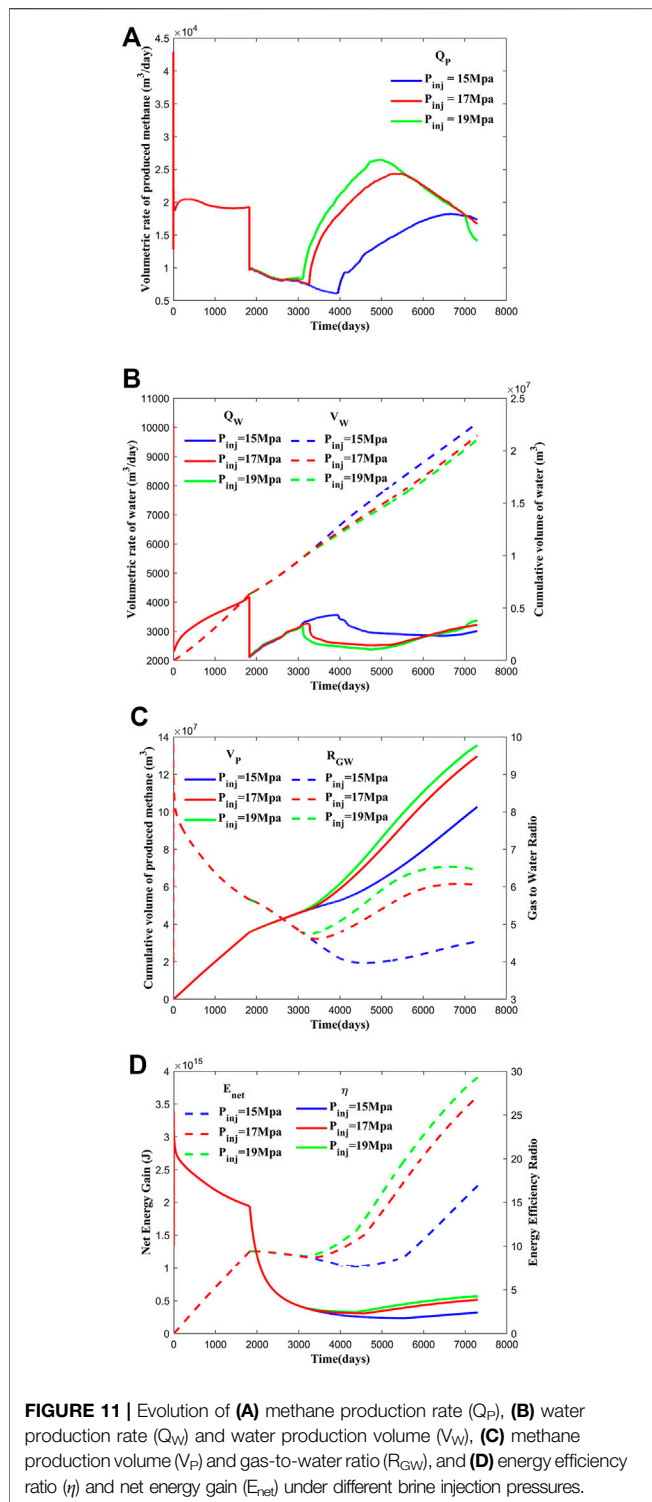 A
×10⁴
Volumetric rate of produced methane (m³/day)
4.5
4
3.5
3
2.5
2
1.5
1
0.5
Q_P
P_inj = 15Mpa
P_inj = 17Mpa
P_inj = 19Mpa
0 1000 2000 3000 4000 5000 6000 7000 8000
Time(days)
B
×10⁷
Volumetric rate of water (m³/day)
11000
10000
9000
8000
7000
6000
5000
4000
3000
2000
Q_W V_W
P_inj=15Mpa P_inj=15Mpa
P_inj=17Mpa P_inj=17Mpa
P_inj=19Mpa P_inj=19Mpa
2.5
2
1.5
1
0.5
0
Cumulative volume of water (m³)
0 1000 2000 3000 4000 5000 6000 7000 8000
Time(days)
C
×10⁷
Cumulative volume of produced methane (m³)
14
12
10
8
6
4
2
0
V_P R_GW
P_inj=15Mpa P_inj=15Mpa
P_inj=17Mpa P_inj=17Mpa
P_inj=19Mpa P_inj=19Mpa
10
9
8
7
6
5
4
3
Gas to Water Radio
0 1000 2000 3000 4000 5000 6000 7000 8000
Time(days)
D
×10¹⁵
Net Energy Gain (J)
4
3.5
3
2.5
2
1.5
1
0.5
0
E_net η
P_inj=15Mpa P_inj=15Mpa
P_inj=17Mpa P_inj=17Mpa
P_inj=19Mpa P_inj=19Mpa
30
25
20
15
10
5
0
Energy Efficiency Radio
0 1000 2000 3000 4000 5000 6000 7000 8000
Time(days)
FIGURE 11 | Evolution of (A) methane production rate (Q_P), (B) water
production rate (Q_W) and water production volume (V_W), (C) methane
production volume (V_P) and gas-to-water ratio (R_GW), and (D) energy efficiency
ratio (η) and net energy gain (E_net) under different brine injection pressures.